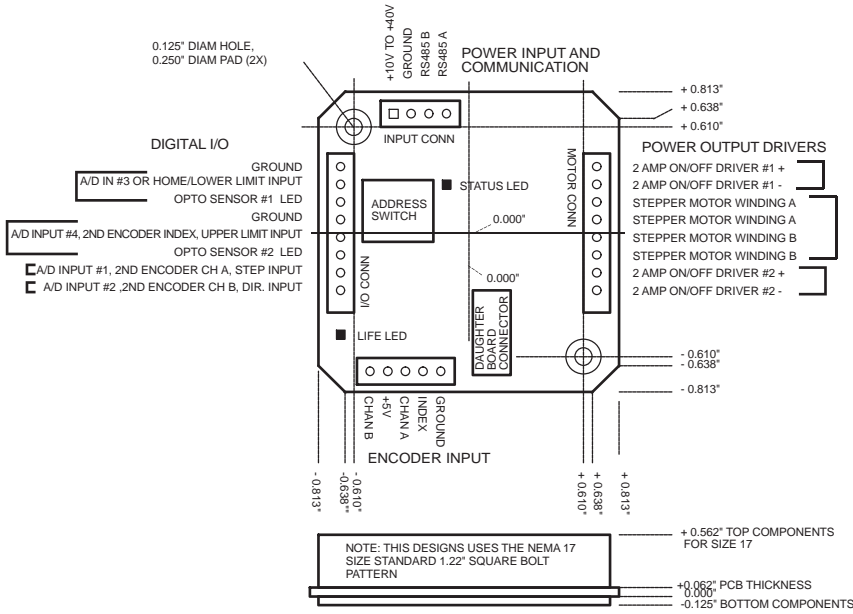 0.125" DIAM HOLE,
0.250" DIAM PAD (2X)
+10V TO +40V
GROUND
RS485 B
RS485 A
POWER INPUT AND
COMMUNICATION
+ 0.813"
+ 0.638"
+ 0.610"
INPUT CONN
DIGITAL I/O
GROUND
A/D IN #3 OR HOME/LOWER LIMIT INPUT
OPTO SENSOR #1 LED
GROUND
A/D INPUT #4, 2ND ENCODER INDEX, UPPER LIMIT INPUT
OPTO SENSOR #2 LED
A/D INPUT #1, 2ND ENCODER CH A, STEP INPUT
A/D INPUT #2 ,2ND ENCODER CH B, DIR. INPUT
I/O CONN
ADDRESS
SWITCH
STATUS LED
0.000"
0.000"
MOTOR CONN
POWER OUTPUT DRIVERS
2 AMP ON/OFF DRIVER #1 +
2 AMP ON/OFF DRIVER #1 -
STEPPER MOTOR WINDING A
STEPPER MOTOR WINDING A
STEPPER MOTOR WINDING B
STEPPER MOTOR WINDING B
2 AMP ON/OFF DRIVER #2 +
2 AMP ON/OFF DRIVER #2 -
LIFE LED
DAUGHTER
BOARD
CONNECTOR
- 0.610"
- 0.638"
- 0.813"
CHAN B
+5V
CHAN A
INDEX
GROUND
ENCODER INPUT
- 0.813"
-0.638""
- 0.610"
+ 0.610"
+ 0.638"
+ 0.813"
NOTE: THIS DESIGNS USES THE NEMA 17
SIZE STANDARD 1.22" SQUARE BOLT
PATTERN
+ 0.562" TOP COMPONENTS
FOR SIZE 17
+0.062" PCB THICKNESS
0.000"
-0.125" BOTTOM COMPONENTS